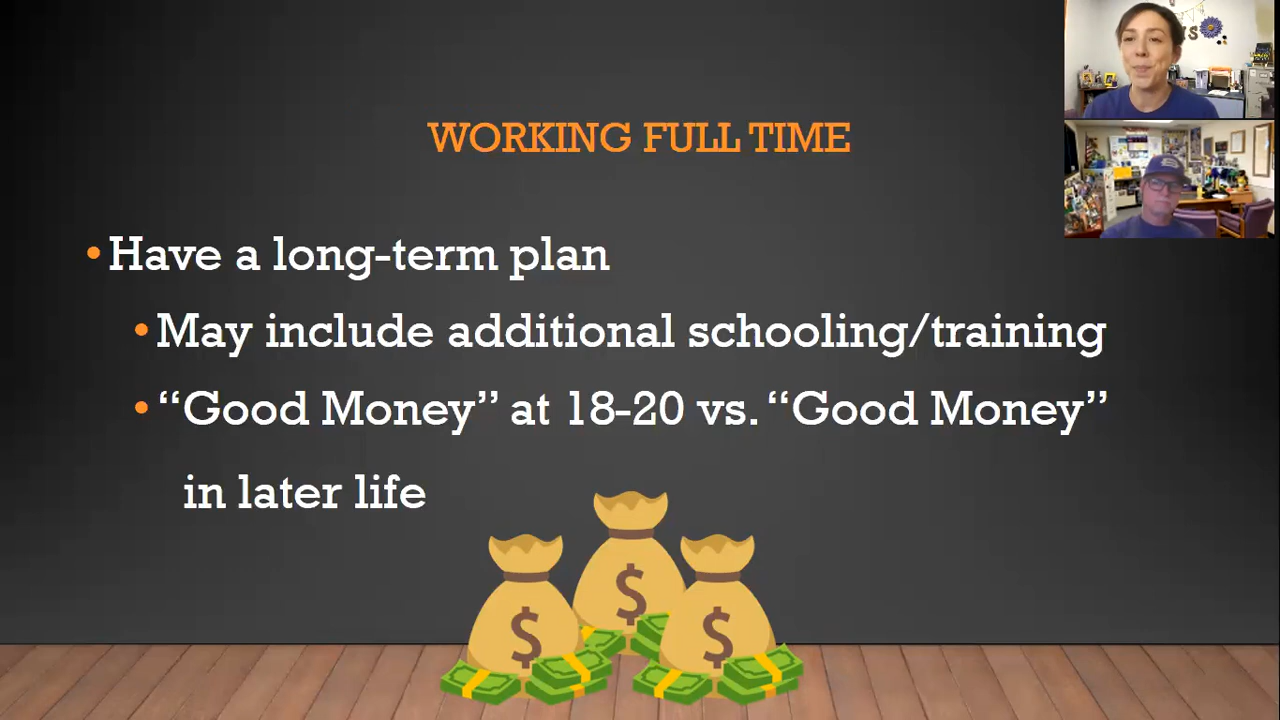 WORKING FULL TIME
•Have a long-term plan
•May include additional schooling/training
•“Good Money” at 18-20 vs. “Good Money”
in later life
$
$
$